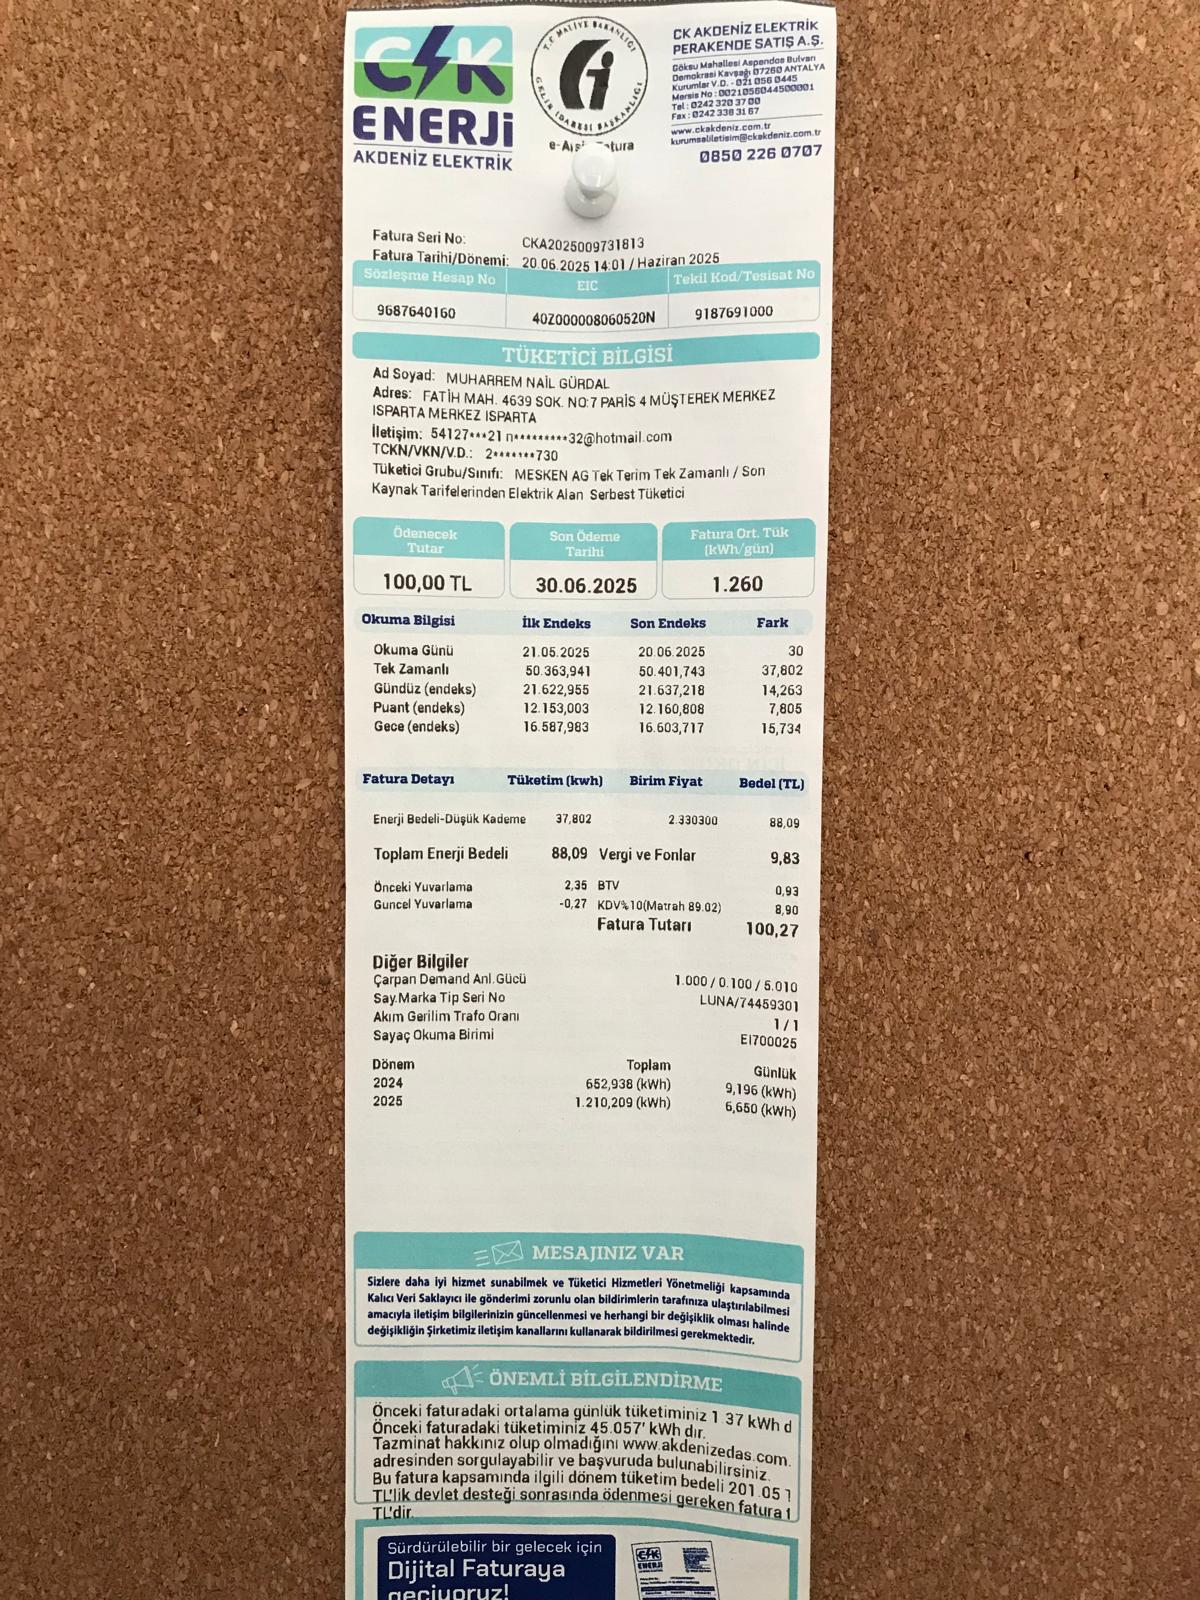 CK
ENERJİ
AKDENİZ ELEKTRİK
T.C. MALİYE BAKANLIĞI
GELİR İDARESİ BAŞKANLIĞI
CK AKDENİZ ELEKTRİK
PERAKENDE SATIŞ A.Ş.
Göksu Mahallesi Aspendos Bulvarı
Demokrasi Kavşağı 07260 ANTALYA
Kurumlar V.D. - 021 056 0445
Mersis No : 0021056044500001
Tel : 0242 320 37 00
Fax : 0242 338 31 67
www.ckakdeniz.com.tr
kurumsaliletisim@ckakdeniz.com.tr
0850 226 0707
Fatura Seri No: CKA2025009731813
Fatura Tarihi/Dönemi: 20.06.2025 14:01 / Haziran 2025
Sözleşme Hesap No EIC Tekil Kod/Tesisat No
9687640160 40Z000008060520N 9187691000
TÜKETİCİ BİLGİSİ
Ad Soyad: MUHARREM NAİL GÜRDAL
Adres: FATİH MAH. 4639 SOK. NO:7 PARİS 4 MÜŞTEREK MERKEZ
ISPARTA MERKEZ ISPARTA
İletişim: 54127***21 n*********32@hotmail.com
TCKN/VKN/V.D.: 2*******730
Tüketici Grubu/Sınıfı: MESKEN AG Tek Terim Tek Zamanlı / Son
Kaynak Tarifelerinden Elektrik Alan Serbest Tüketici
Ödenecek Tutar
100,00 TL
Son Ödeme Tarihi
30.06.2025
Fatura Ort. Tük (kWh/gün)
1.260
Okuma Bilgisi İlk Endeks Son Endeks Fark
Okuma Günü 21.05.2025 20.06.2025 30
Tek Zamanlı 50.363,941 50.401,743 37,802
Gündüz (endeks) 21.622,955 21.637,218 14,263
Puant (endeks) 12.153,003 12.160,808 7,805
Gece (endeks) 16.587,983 16.603,717 15,734
Fatura Detayı Tüketim (kwh) Birim Fiyat Bedel (TL)
Enerji Bedeli-Düşük Kademe 37,802 2.330300 88,09
Toplam Enerji Bedeli 88,09 Vergi ve Fonlar 9,83
Önceki Yuvarlama 2,35 BTV 0,93
Guncel Yuvarlama -0,27 KDV%10(Matrah 89.02) 8,90
Fatura Tutarı 100,27
Diğer Bilgiler
Çarpan Demand Anl.Gücü 1.000 / 0.100 / 5.010
Say.Marka Tip Seri No LUNA/74459301
Akım Gerilim Trafo Oranı 1 / 1
Sayaç Okuma Birimi EI700025
Dönem Toplam Günlük
2024 652,938 (kWh) 9,196 (kWh)
2025 1.210,209 (kWh) 6,650 (kWh)
MESAJINIZ VAR
Sizlere daha iyi hizmet sunabilmek ve Tüketici Hizmetleri Yönetmeliği kapsamında
Kalıcı Veri Saklayıcı ile gönderimi zorunlu olan bildirimlerin tarafınıza ulaştırılabilmesi
amacıyla iletişim bilgilerinizin güncellenmesi ve herhangi bir değişiklik olması halinde
değişikliğin Şirketimiz iletişim kanallarını kullanarak bildirilmesi gerekmektedir.
ÖNEMLİ BİLGİLENDİRME
Önceki faturadaki ortalama günlük tüketiminiz 1 37 kWh d
Önceki faturadaki tüketiminiz 45.057' kWh dır.
Tazminat hakkınız olup olmadığını www.akdenizedas.com.
adresinden sorgulayabilir ve başvuruda bulunabilirsiniz.
Bu fatura kapsamında ilgili dönem tüketim bedeli 201.05
TL'lik devlet desteği sonrasında ödenmesi gereken fatura t
TL'dir.
Sürdürülebilir bir gelecek için
Dijital Faturaya
geçiyoruz!
CK
ENERJİ